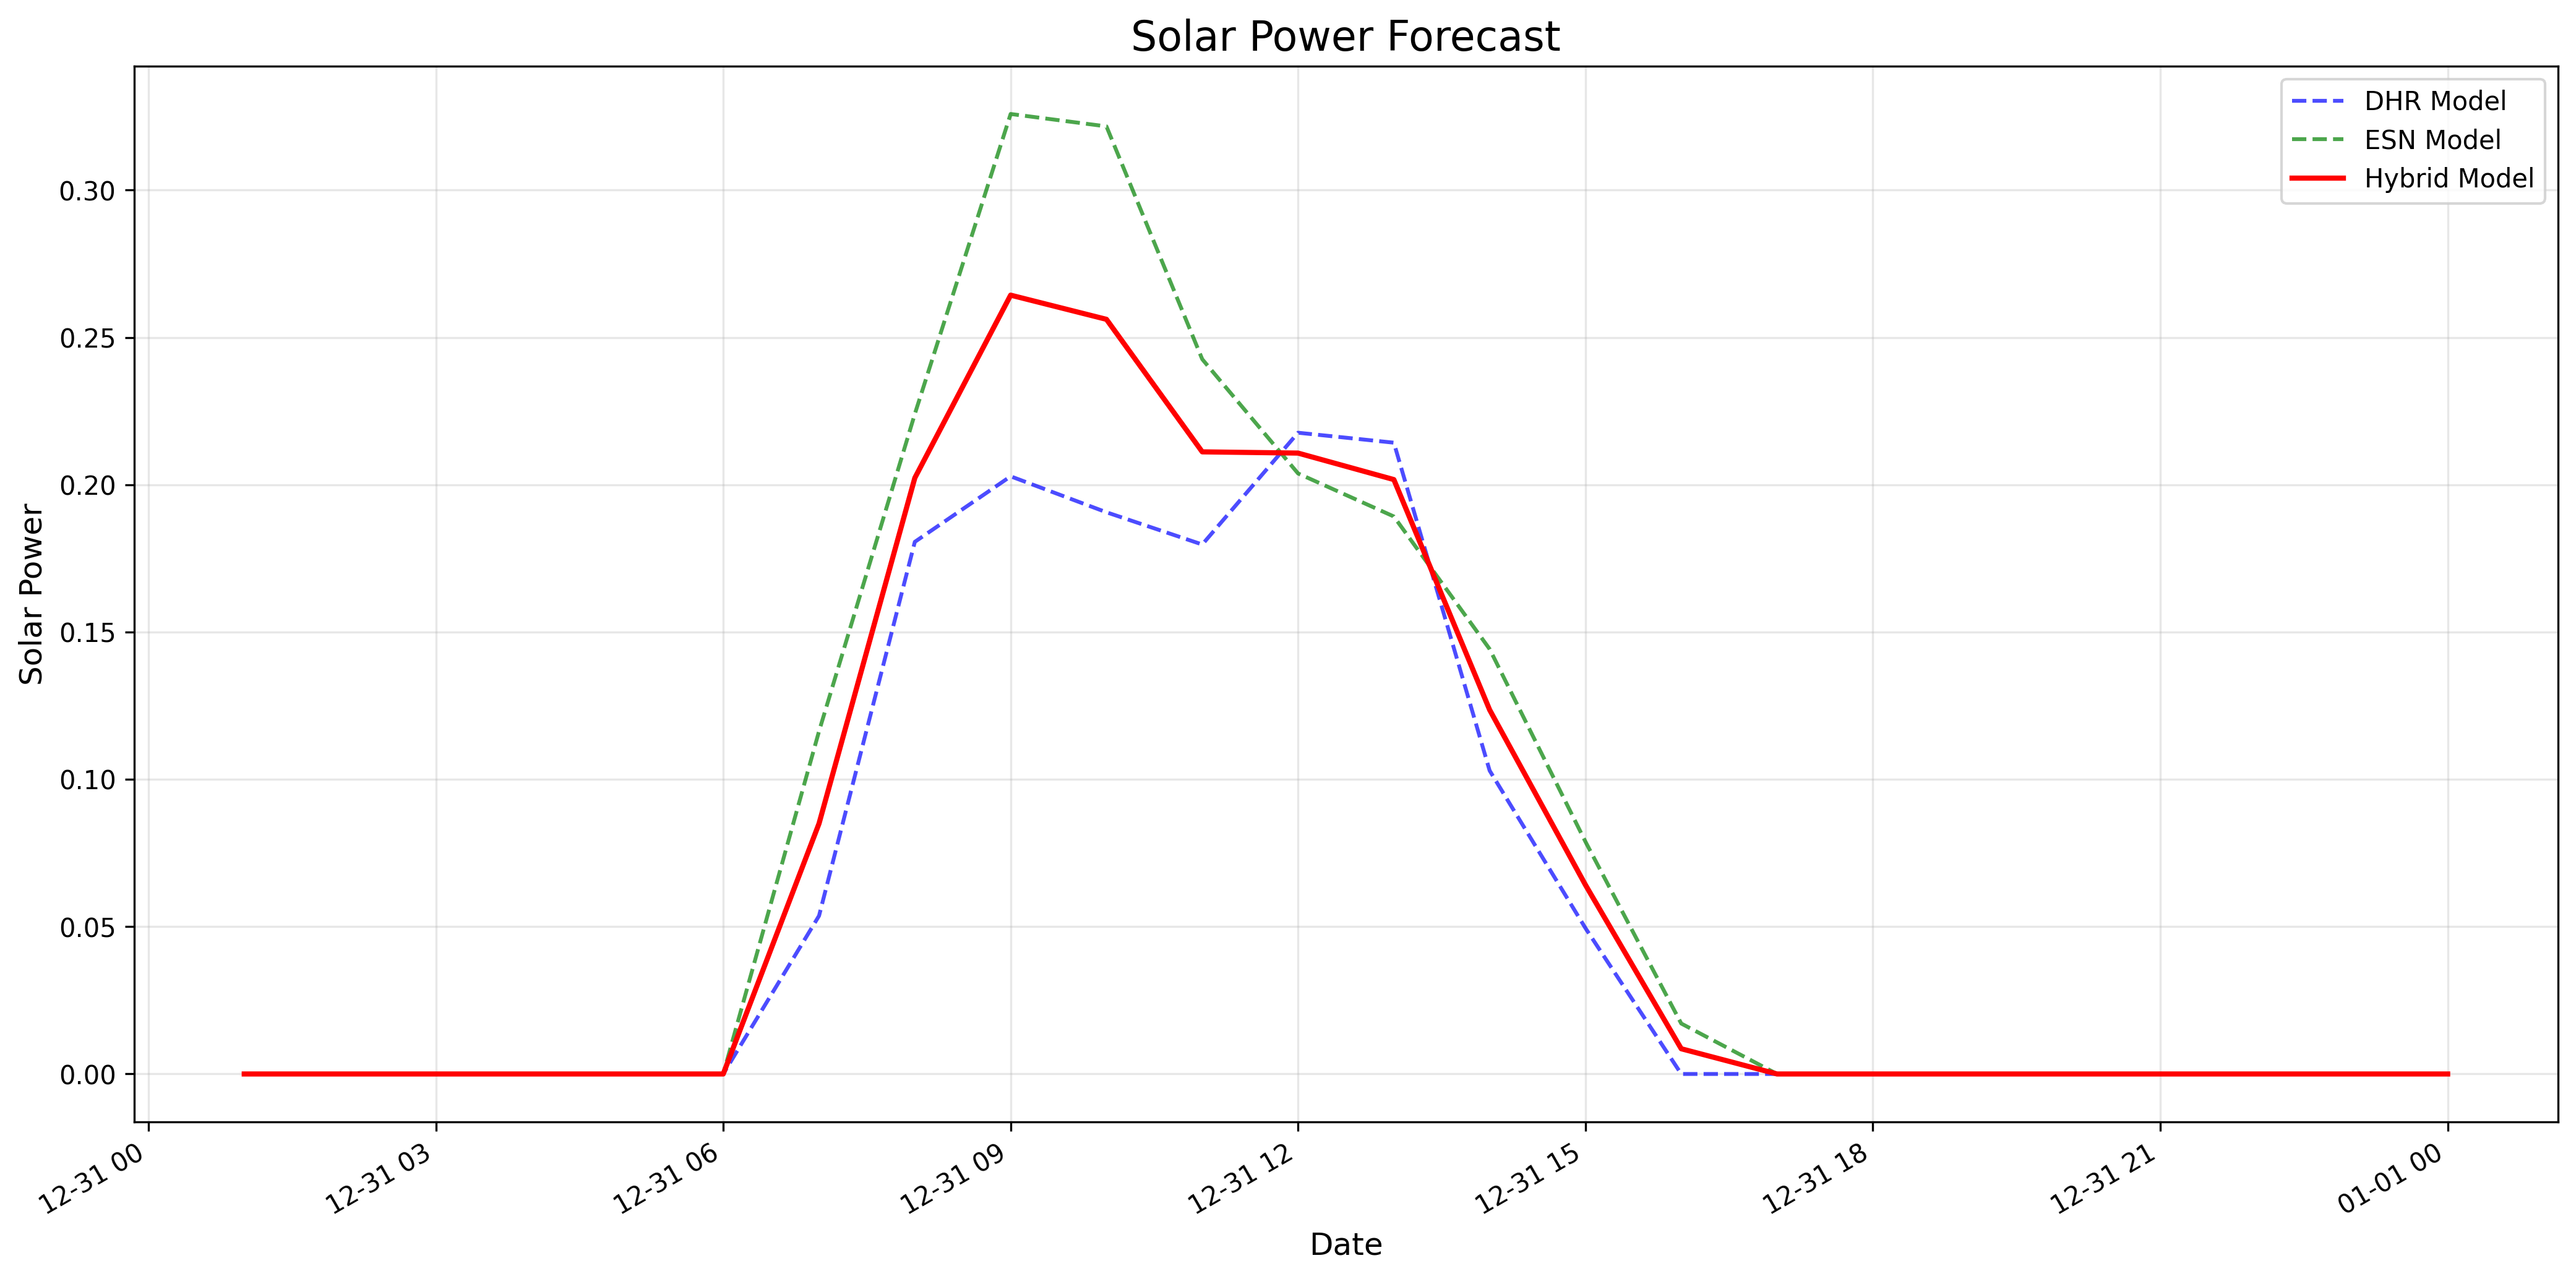 Solar Power Forecast
DHR Model
ESN Model
Hybrid Model
Solar Power
0.30
0.25
0.20
0.15
0.10
0.05
0.00
12-31 00
12-31 03
12-31 06
12-31 09
12-31 12
12-31 15
12-31 18
12-31 21
01-01 00
Date